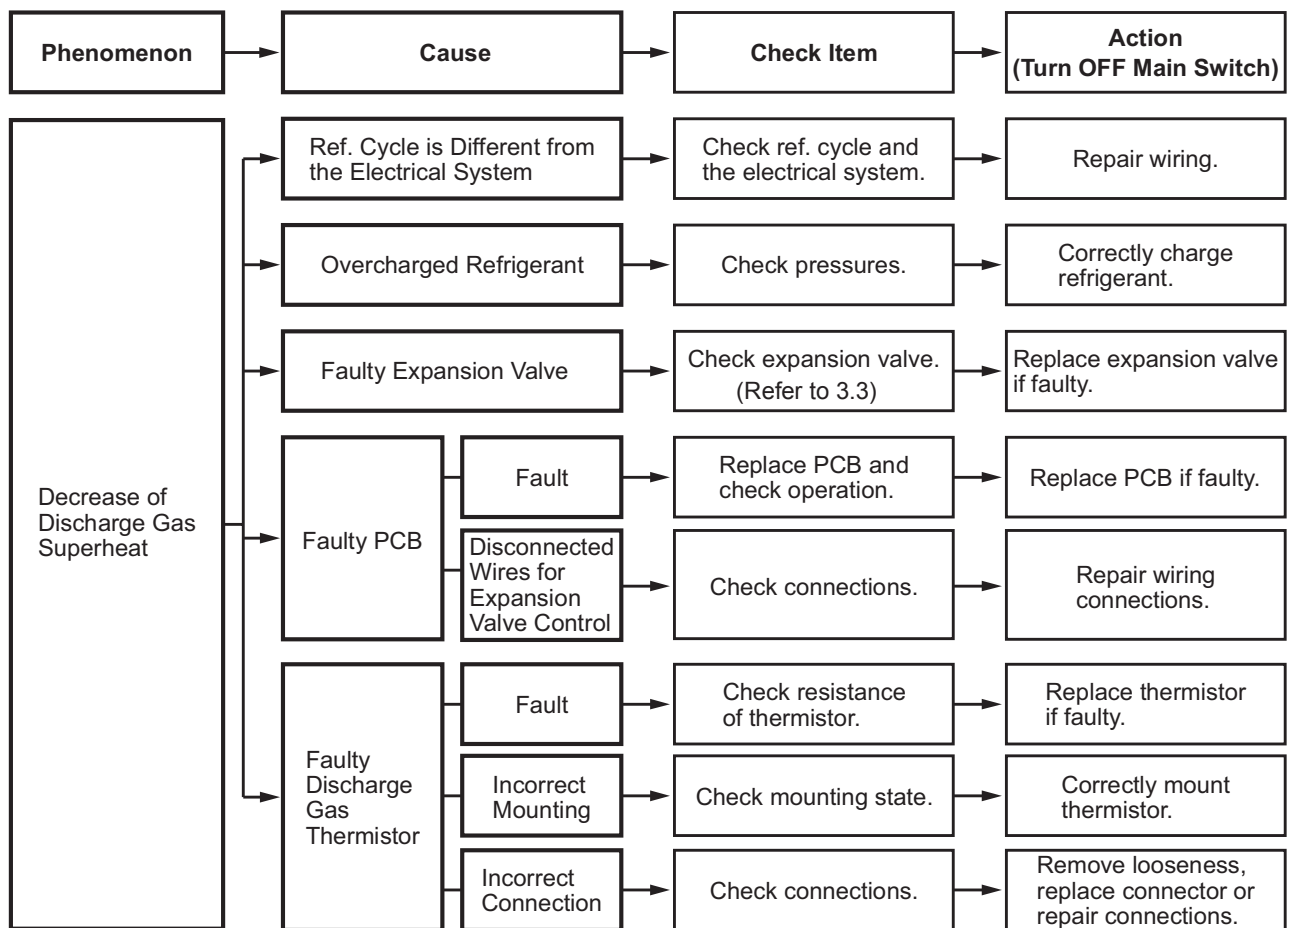 Phenomenon
Cause
Check Item
Action
(Turn OFF Main Switch)
Decrease of
Discharge Gas
Superheat
Ref. Cycle is Different from
the Electrical System
Check ref. cycle and
the electrical system.
Repair wiring.
Overcharged Refrigerant
Check pressures.
Correctly charge
refrigerant.
Faulty Expansion Valve
Check expansion valve.
(Refer to 3.3)
Replace expansion valve
if faulty.
Faulty PCB
Fault
Replace PCB and
check operation.
Replace PCB if faulty.
Disconnected
Wires for
Expansion
Valve Control
Check connections.
Repair wiring
connections.
Faulty
Discharge
Gas
Thermistor
Fault
Check resistance
of thermistor.
Replace thermistor
if faulty.
Incorrect
Mounting
Check mounting state.
Correctly mount
thermistor.
Incorrect
Connection
Check connections.
Remove looseness,
replace connector or
repair connections.